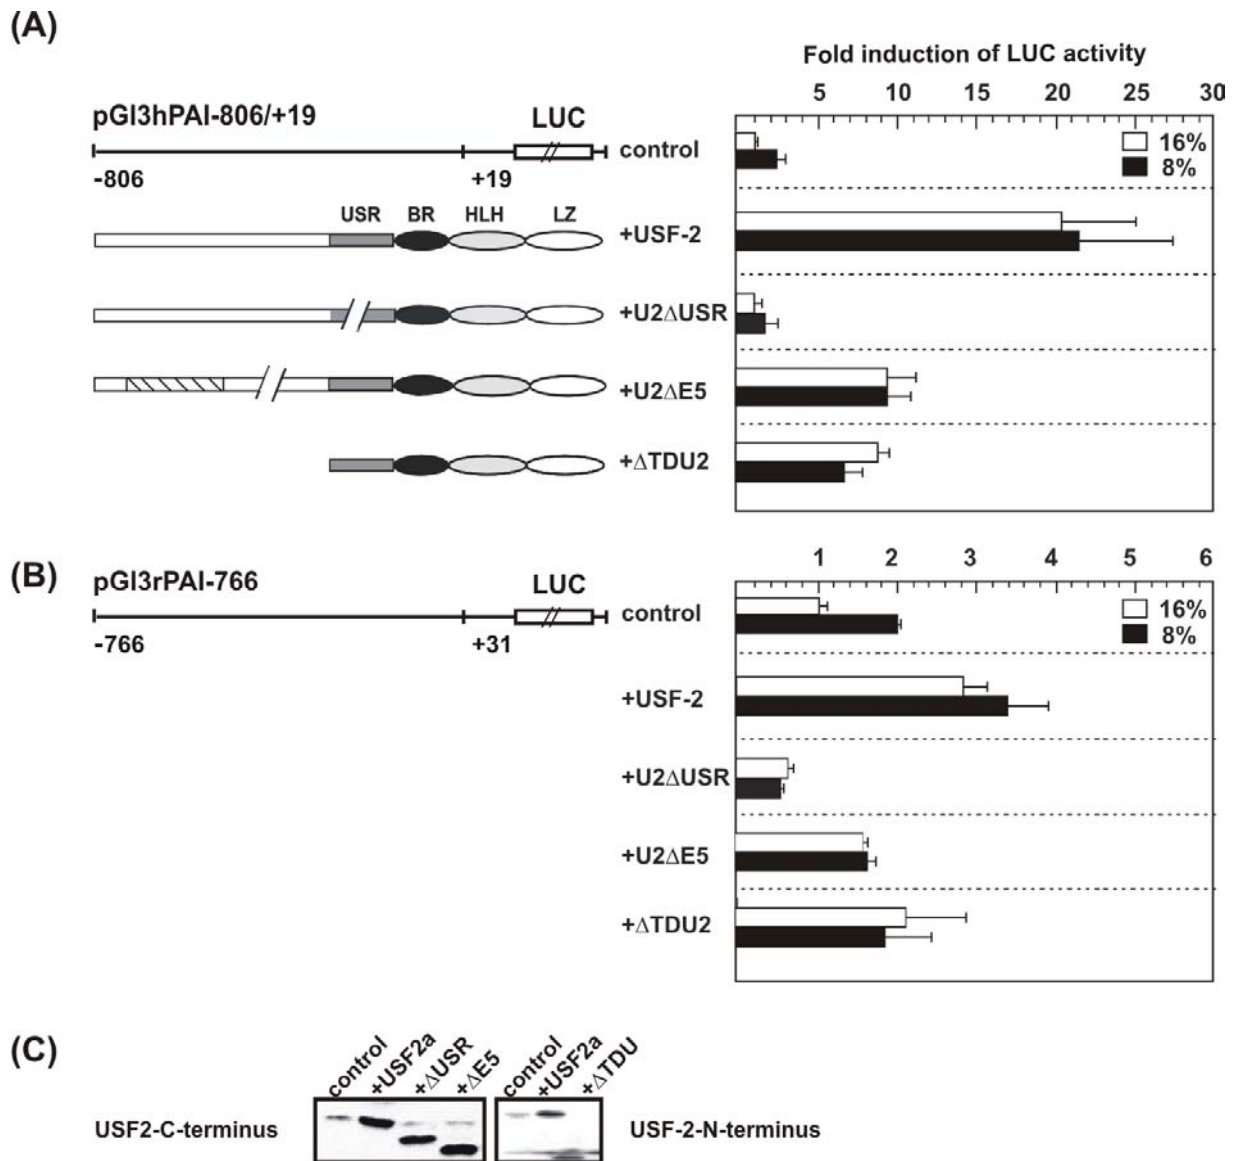 (A)
Fold induction of LUC activity
5 10 15 20 25 30
pGl3hPAI-806/+19
LUC
control
-806
+19
16%
8%
USR BR HLH LZ
+USF-2
+U2ΔUSR
+U2ΔE5
+ΔTDU2
(B)
1 2 3 4 5 6
pGl3rPAI-766
LUC
control
-766
+31
16%
8%
+USF-2
+U2ΔUSR
+U2ΔE5
+ΔTDU2
(C)
control +USF2a +ΔUSR +ΔE5
control +USF2a +ΔTDU
USF2-C-terminus
USF-2-N-terminus